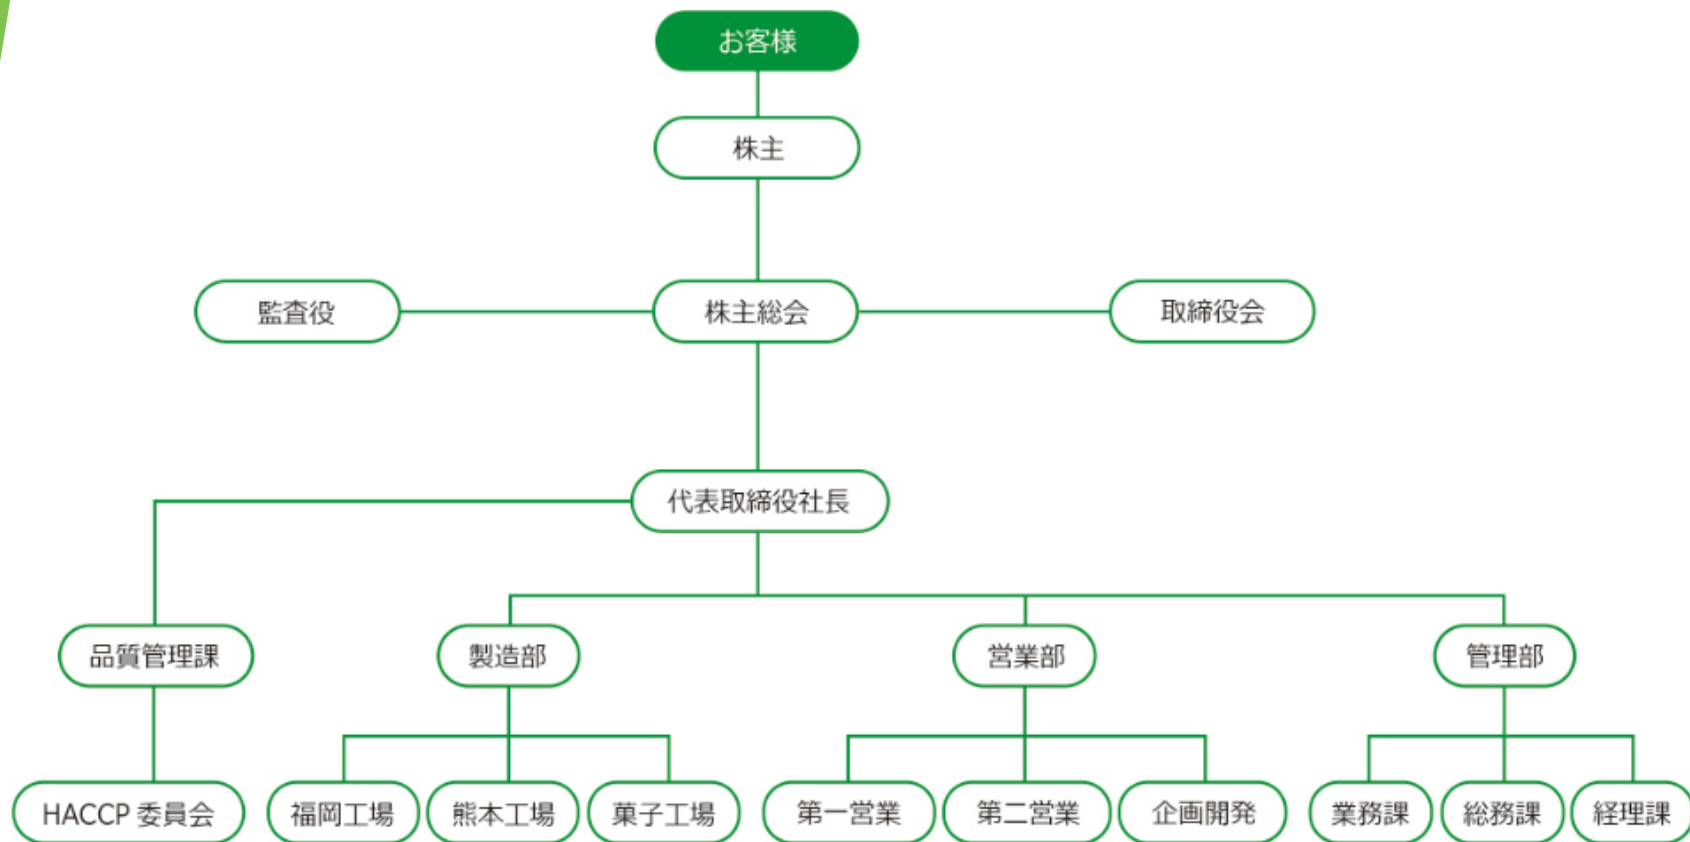 お客様
株主
監査役
株主総会
取締役会
代表取締役社長
品質管理課
製造部
営業部
管理部
HACCP 委員会
福岡工場
熊本工場
菓子工場
第一営業
第二営業
企画開発
業務課
総務課
経理課